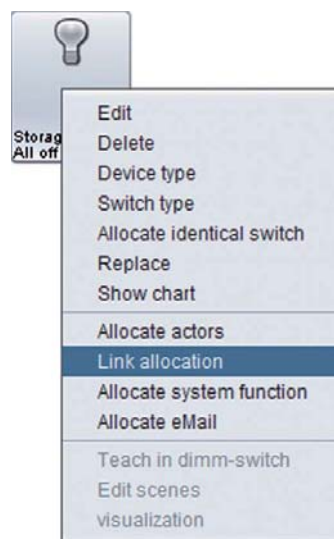 Storag
All off
Edit
Delete
Device type
Switch type
Allocate identical switch
Replace
Show chart
Allocate actors
Link allocation
Allocate system function
Allocate eMail
Teach in dimm-switch
Edit scenes
visualization